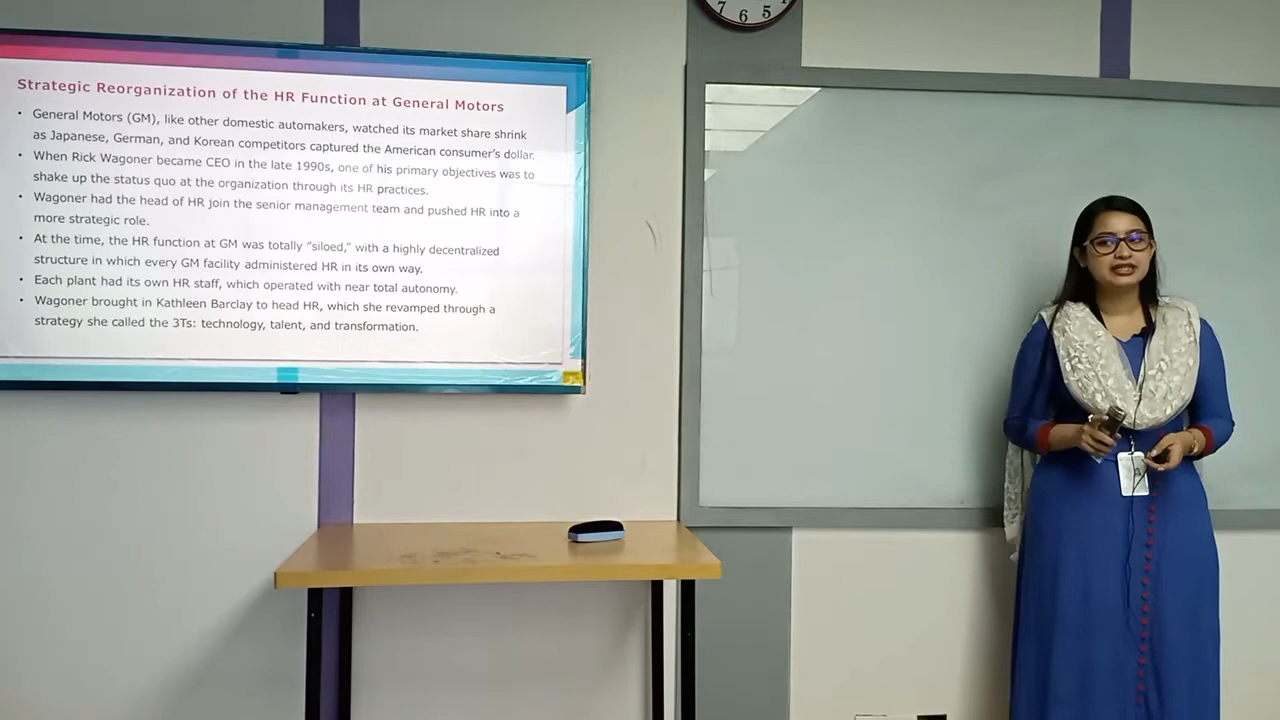 Strategic Reorganization of the HR Function at General Motors
• General Motors (GM), like other domestic automakers, watched its market share shrink
as Japanese, German, and Korean competitors captured the American consumer's dollar.
• When Rick Wagoner became CEO in the late 1990s, one of his primary objectives was to
shake up the status quo at the organization through its HR practices.
• Wagoner had the head of HR join the senior management team and pushed HR into a
more strategic role.
• At the time, the HR function at GM was totally "siloed," with a highly decentralized
structure in which every GM facility administered HR in its own way.
• Each plant had its own HR staff, which operated with near total autonomy.
• Wagoner brought in Kathleen Barclay to head HR, which she revamped through a
strategy she called the 3Ts: technology, talent, and transformation.
7 6 5